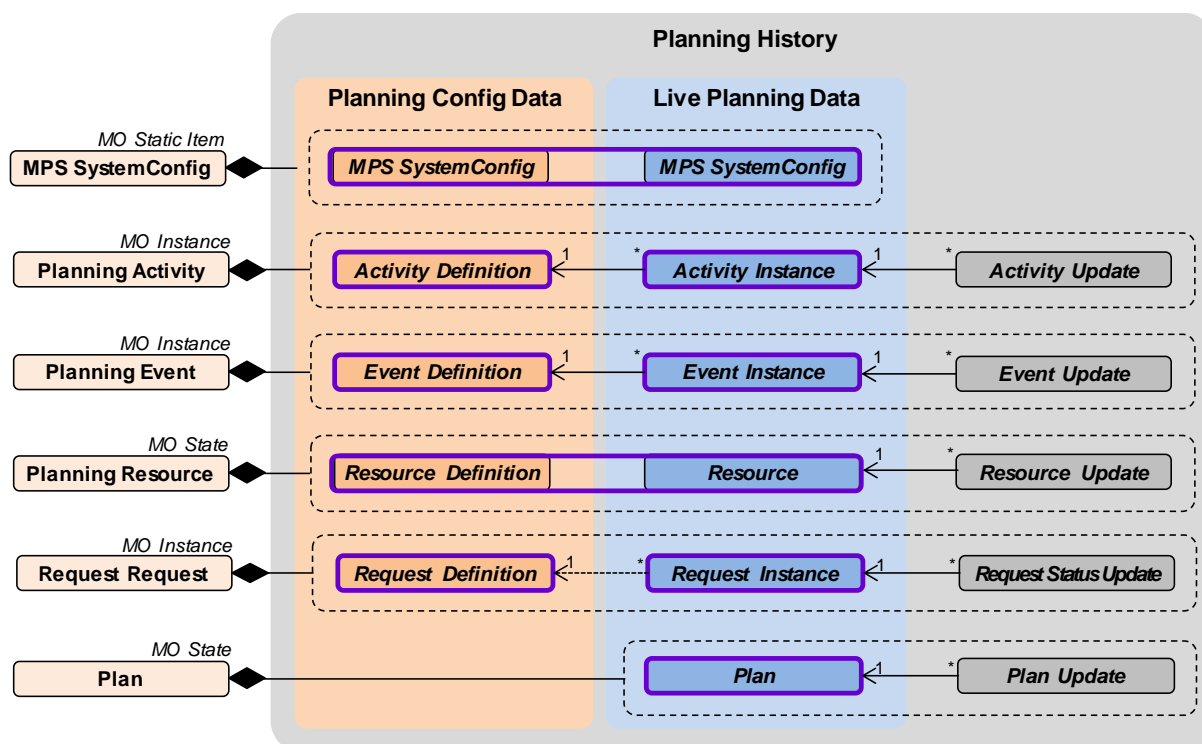 Planning History
Planning Config Data
Live Planning Data
MO Static Item
MPS SystemConfig
MPS SystemConfig
MPS SystemConfig
MO Instance
Planning Activity
Activity Definition
1
*
Activity Instance
1
*
Activity Update
MO Instance
Planning Event
Event Definition
1
*
Event Instance
1
*
Event Update
MO State
Planning Resource
Resource Definition
Resource
1
*
Resource Update
MO Instance
Request Request
Request Definition
1
*
Request Instance
1
*
Request Status Update
MO State
Plan
Plan
1
*
Plan Update